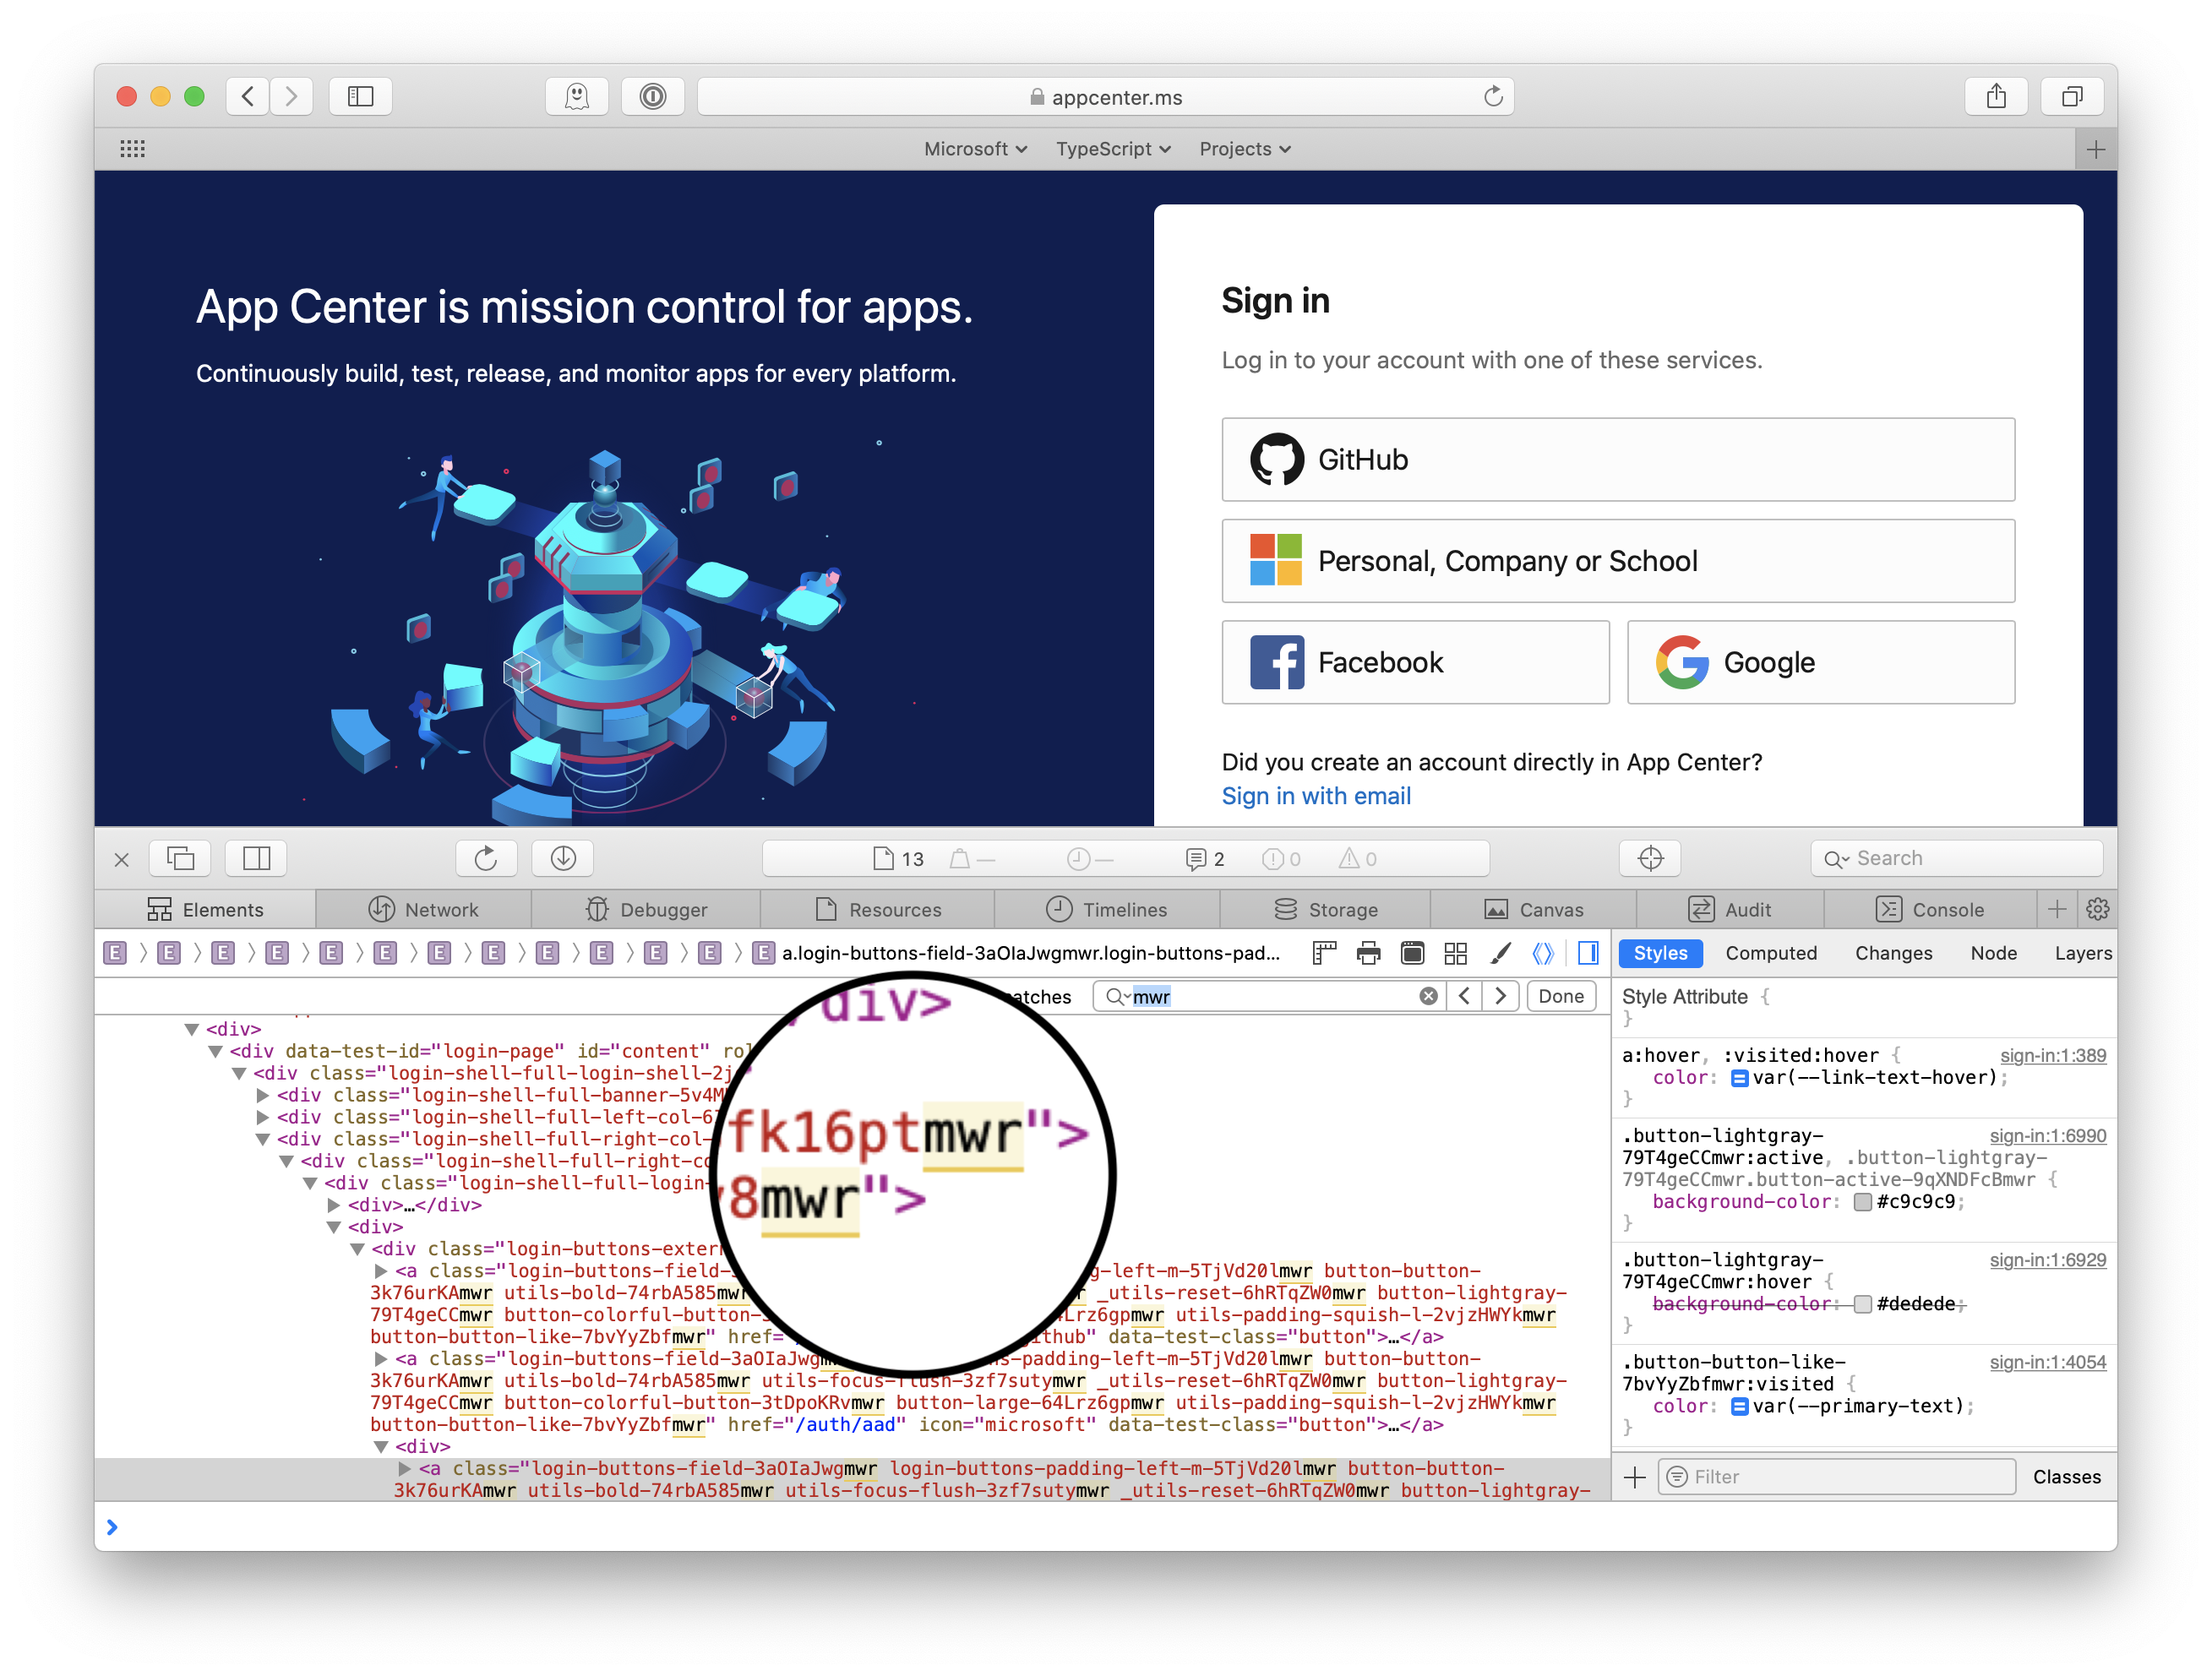 appcenter.ms
Microsoft TypeScript Projects
App Center is mission control for apps.
Continuously build, test, release, and monitor apps for every platform.
Sign in
Log in to your account with one of these services.
GitHub
Personal, Company or School
Facebook Google
Did you create an account directly in App Center?
Sign in with email
13 — — 2 0 0 Search
Elements Network Debugger Resources Timelines Storage Canvas Audit Console
E E E E E E E E E E E E E a.login-buttons-field-3aOIaJwgmwr.login-buttons-pad…
mwr Done
<div>
<div data-test-id="login-page" id="content"
<div class="login-shell-full-login-shell-
<div class="login-shell-full-banner-
<div class="login-shell-full-left-col-
<div class="login-shell-full-right-col-
<div class="login-shell-full-
<div class="login-shell-full-login-
<div>…</div>
<div>
<div class="login-buttons-
<a class="login-buttons-field- -left-m-5TjVd20lmwr button-button-
3k76urKAmwr utils-bold-74rbA585mwr _utils-reset-6hRTqZW0mwr button-lightgray-
79T4geCCmwr button-colorful-button- utils-padding-squish-l-2vjzHWYkmwr
button-button-like-7bvYyZbfmwr" href= data-test-class="button">…</a>
<a class="login-buttons-field-3aOIaJwg -padding-left-m-5TjVd20lmwr button-button-
3k76urKAmwr utils-bold-74rbA585mwr utils-focus-flush-3zf7sutymwr _utils-reset-6hRTqZW0mwr button-lightgray-
79T4geCCmwr button-colorful-button-3tDpoKRvmwr button-large-64Lrz6gpmwr utils-padding-squish-l-2vjzHWYkmwr
button-button-like-7bvYyZbfmwr" href="/auth/aad" icon="microsoft" data-test-class="button">…</a>
<div>
<a class="login-buttons-field-3aOIaJwgmwr login-buttons-padding-left-m-5TjVd20lmwr button-button-
3k76urKAmwr utils-bold-74rbA585mwr utils-focus-flush-3zf7sutymwr _utils-reset-6hRTqZW0mwr button-lightgray-
div>
fk16ptmwr">
8mwr">
Styles Computed Changes Node Layers
Style Attribute {
}
a:hover, :visited:hover { sign-in:1:389
color: var(--link-text-hover);
}
.button-lightgray- sign-in:1:6990
79T4geCCmwr:active, .button-lightgray-
79T4geCCmwr.button-active-9qXNDFcBmwr {
background-color: #c9c9c9;
}
.button-lightgray- sign-in:1:6929
79T4geCCmwr:hover {
background-color: #dedede;
}
.button-button-like- sign-in:1:4054
7bvYyZbfmwr:visited {
color: var(--primary-text);
}
Filter Classes